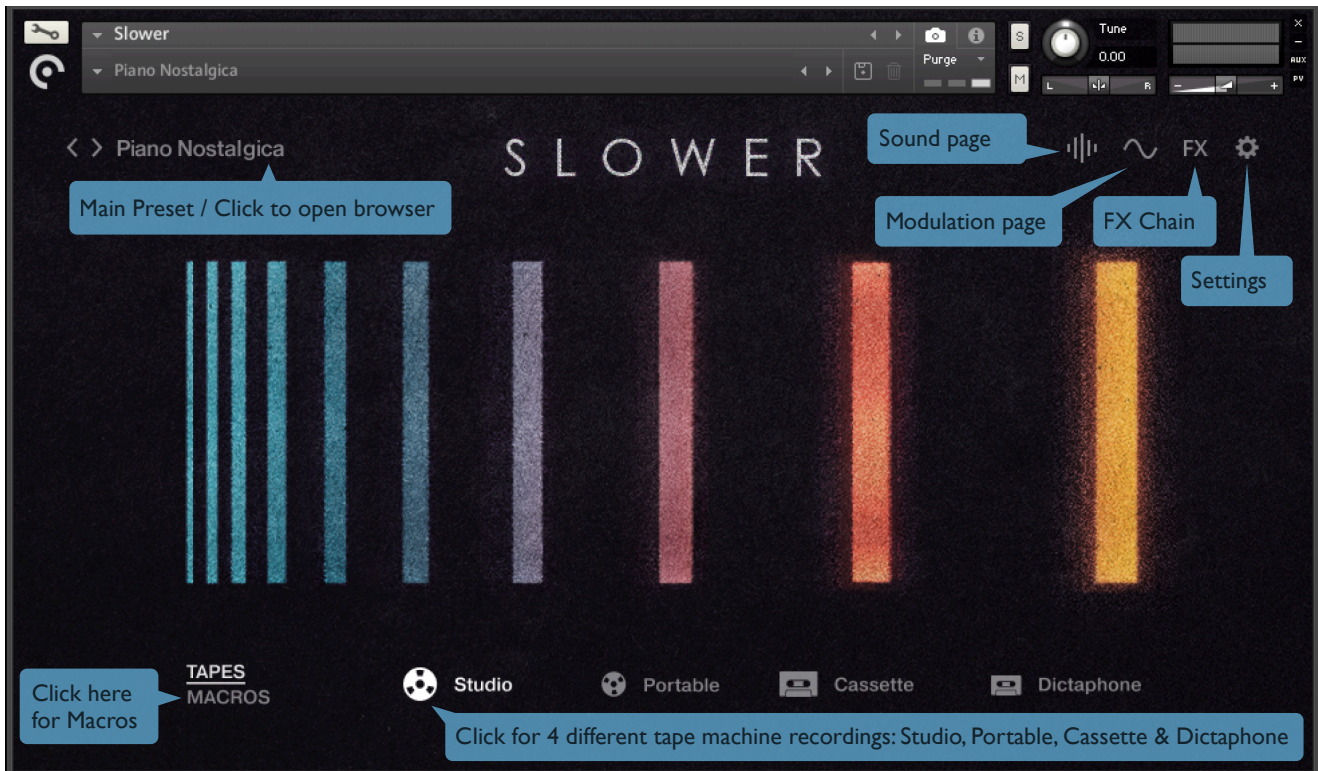 Slower
Piano Nostalgica
Purge
S
M
Tune
0.00
L
R
-
+
×
-
AUX
PV
Piano Nostalgica
SLOWER
Main Preset / Click to open browser
Sound page
FX
Modulation page
FX Chain
Settings
TAPES
MACROS
Click here
for Macros
Studio
Portable
Cassette
Dictaphone
Click for 4 different tape machine recordings: Studio, Portable, Cassette & Dictaphone